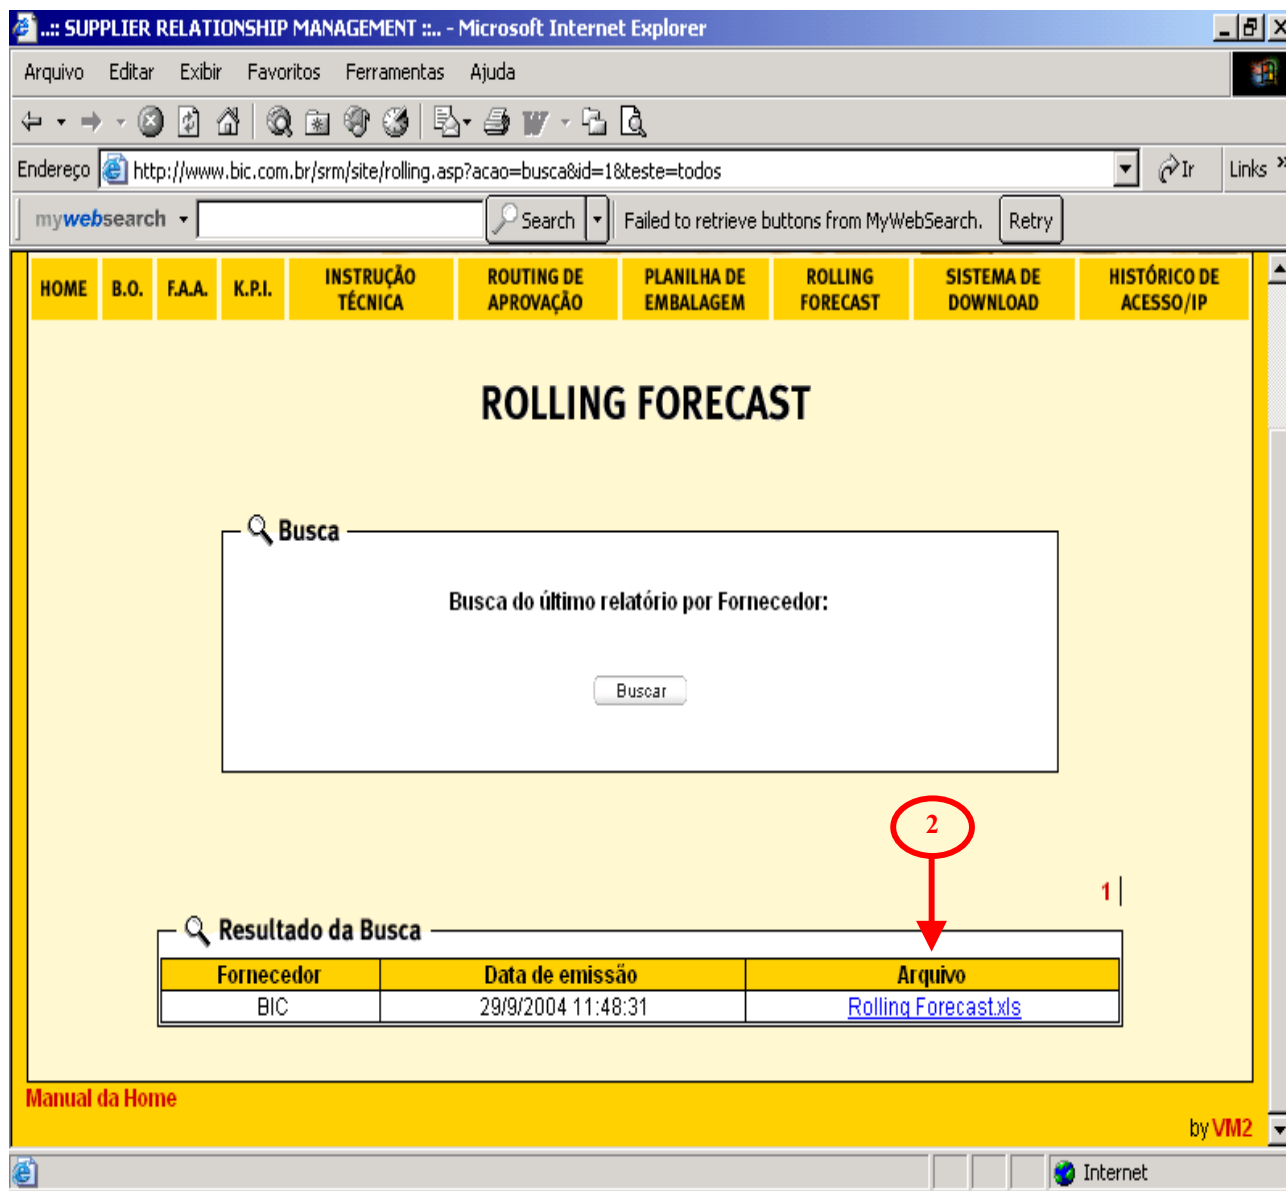 ..:: SUPPLIER RELATIONSHIP MANAGEMENT ::.. - Microsoft Internet Explorer
Arquivo Editar Exibir Favoritos Ferramentas Ajuda
Endereço http://www.bic.com.br/srm/site/rolling.asp?acao=busca&id=1&teste=todos Ir Links »
mywebsearch Search Failed to retrieve buttons from MyWebSearch. Retry
HOME B.O. F.A.A. K.P.I. INSTRUÇÃO ROUTING DE PLANILHA DE ROLLING SISTEMA DE HISTÓRICO DE
TÉCNICA APROVAÇÃO EMBALAGEM FORECAST DOWNLOAD ACESSO/IP
ROLLING FORECAST
Busca
Busca do último relatório por Fornecedor:
Buscar
2
1 |
Resultado da Busca
Fornecedor Data de emissão Arquivo
BIC 29/9/2004 11:48:31 Rolling Forecast.xls
Manual da Home
by VM2
Internet